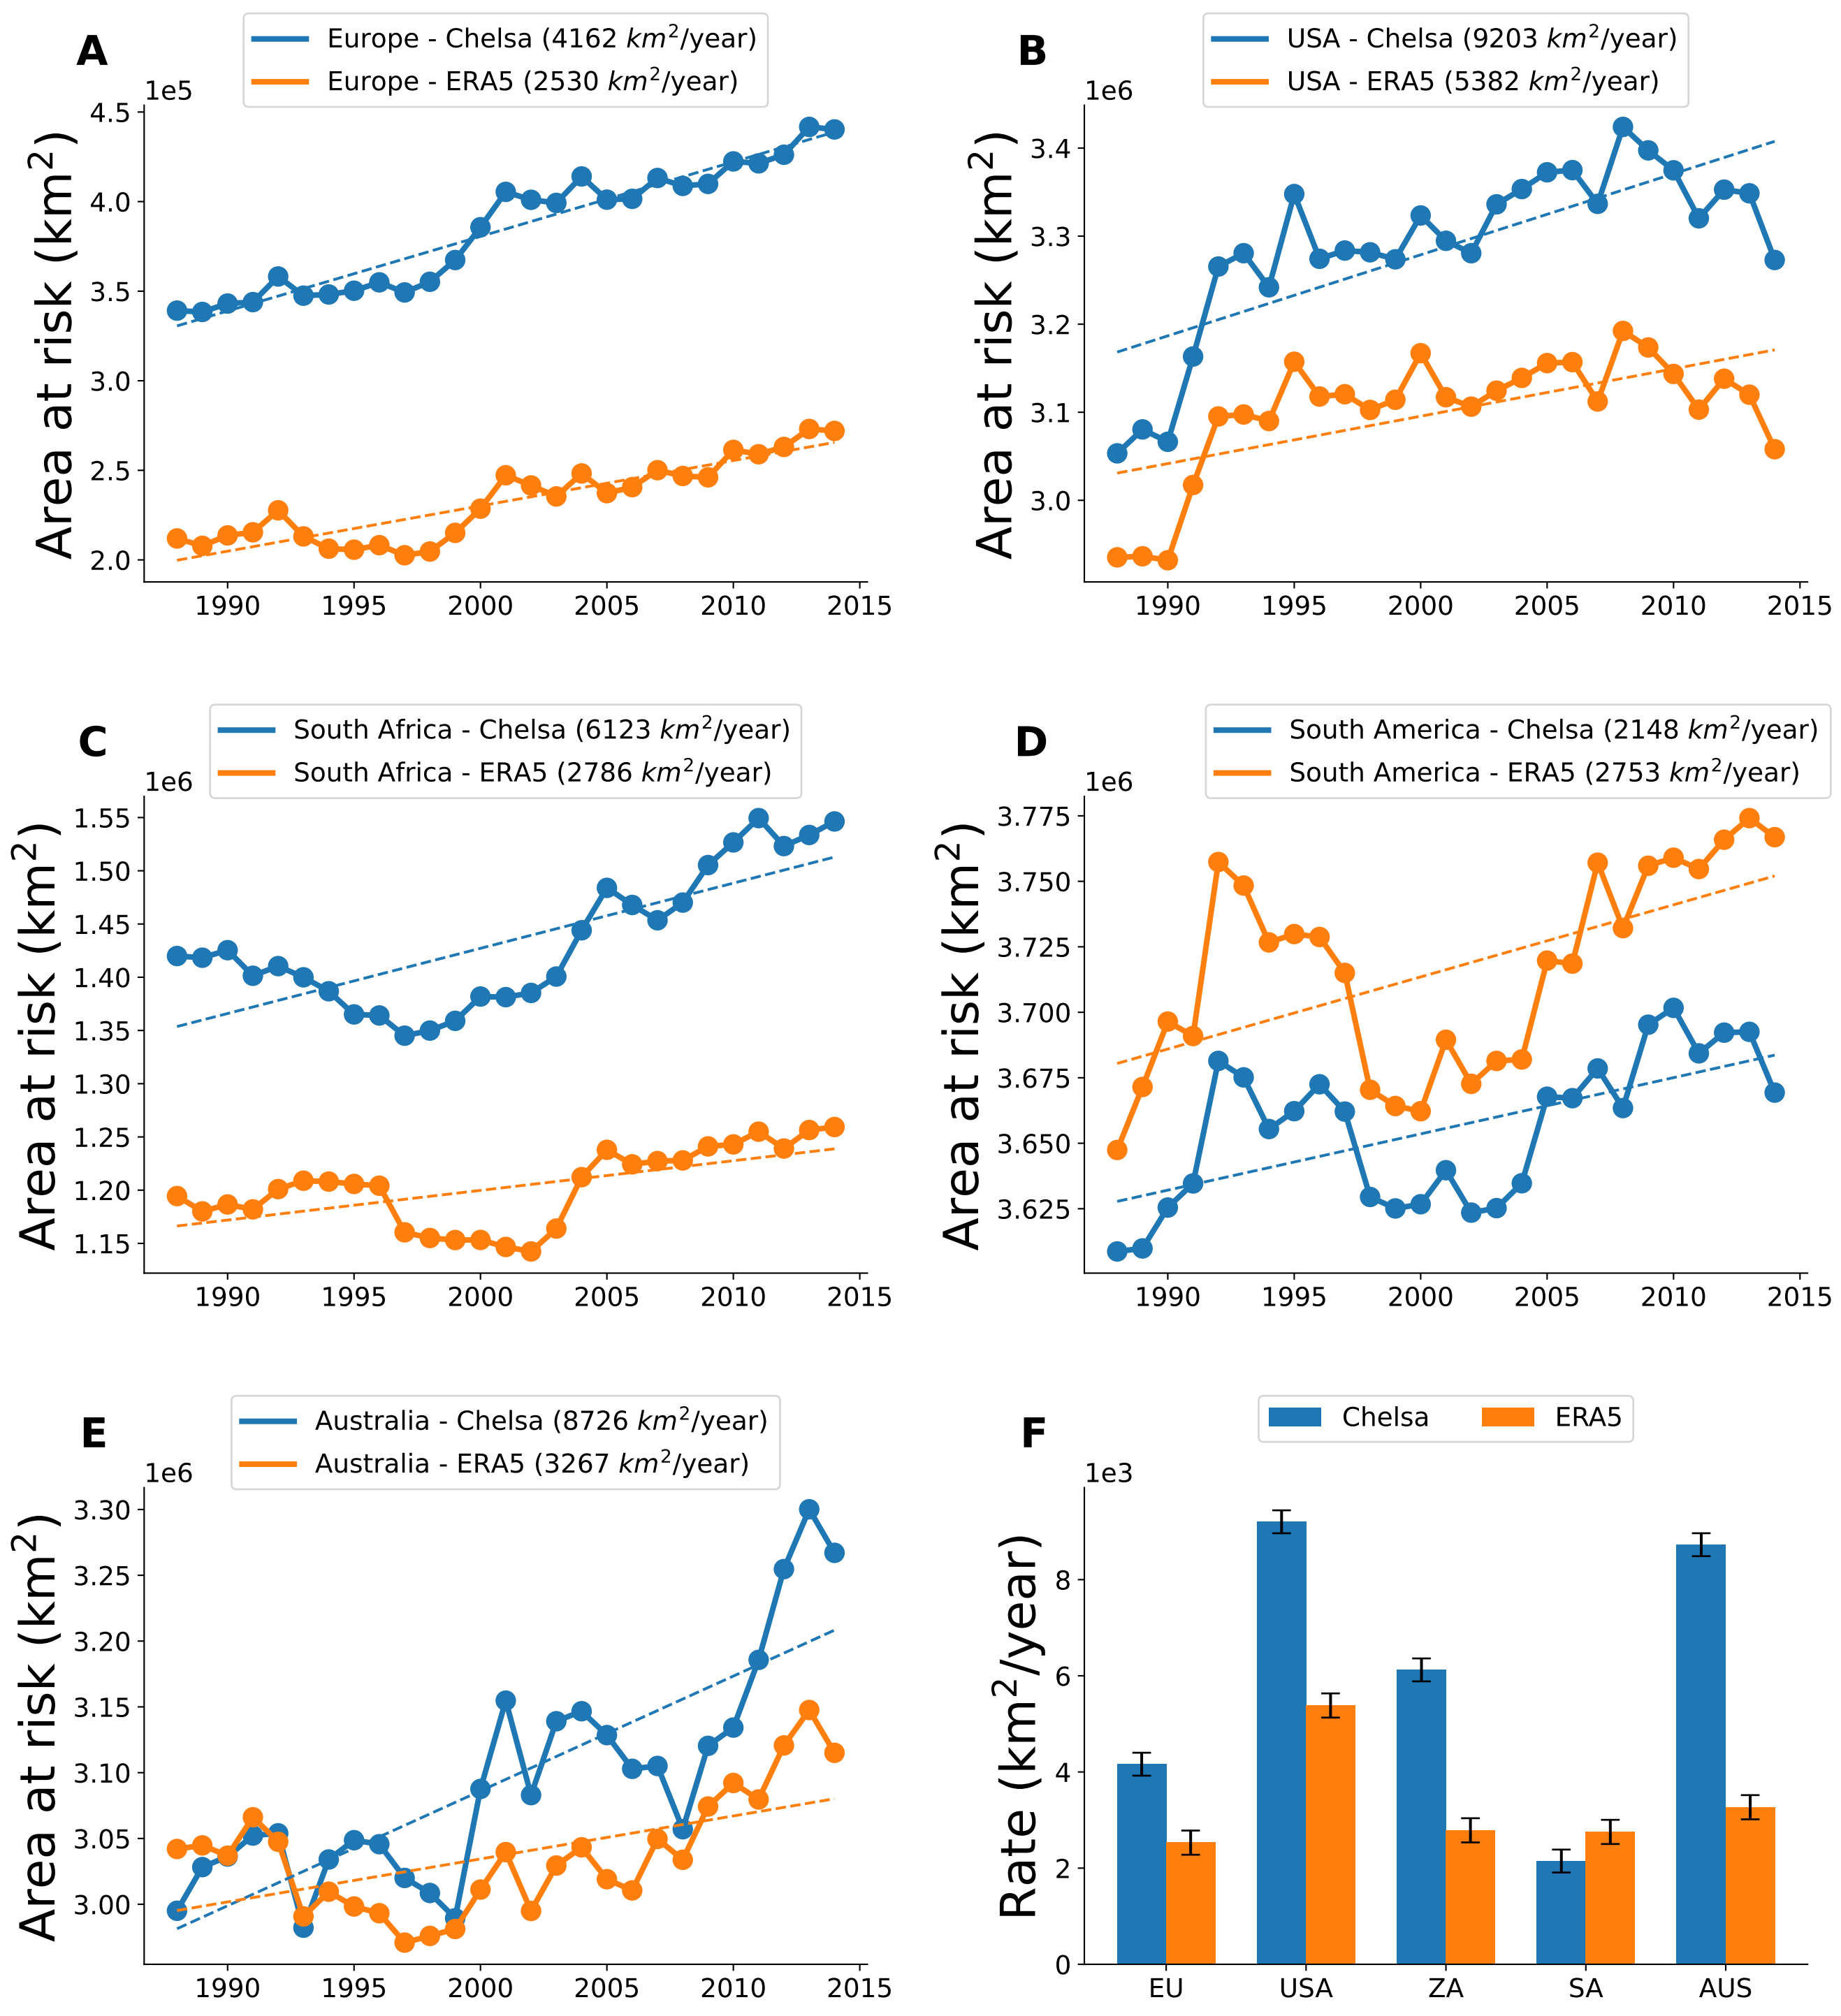 A
Europe - Chelsa (4162 km²/year)
Europe - ERA5 (2530 km²/year)
1e5
Area at risk (km²)
4.5
4.0
3.5
3.0
2.5
2.0
1990 1995 2000 2005 2010 2015
B
USA - Chelsa (9203 km²/year)
USA - ERA5 (5382 km²/year)
1e6
Area at risk (km²)
3.4
3.3
3.2
3.1
3.0
1990 1995 2000 2005 2010 2015
C
South Africa - Chelsa (6123 km²/year)
South Africa - ERA5 (2786 km²/year)
1e6
Area at risk (km²)
1.55
1.50
1.45
1.40
1.35
1.30
1.25
1.20
1.15
1990 1995 2000 2005 2010 2015
D
South America - Chelsa (2148 km²/year)
South America - ERA5 (2753 km²/year)
1e6
Area at risk (km²)
3.775
3.750
3.725
3.700
3.675
3.650
3.625
1990 1995 2000 2005 2010 2015
E
Australia - Chelsa (8726 km²/year)
Australia - ERA5 (3267 km²/year)
1e6
Area at risk (km²)
3.30
3.25
3.20
3.15
3.10
3.05
3.00
1990 1995 2000 2005 2010 2015
F
Chelsa ERA5
1e3
Rate (km²/year)
8
6
4
2
0
EU USA ZA SA AUS